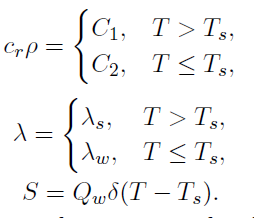 c_r ρ = { C_1, T > T_s,
C_2, T ≤ T_s,
λ = { λ_s, T > T_s,
λ_w, T ≤ T_s,
S = Q_w δ(T − T_s).